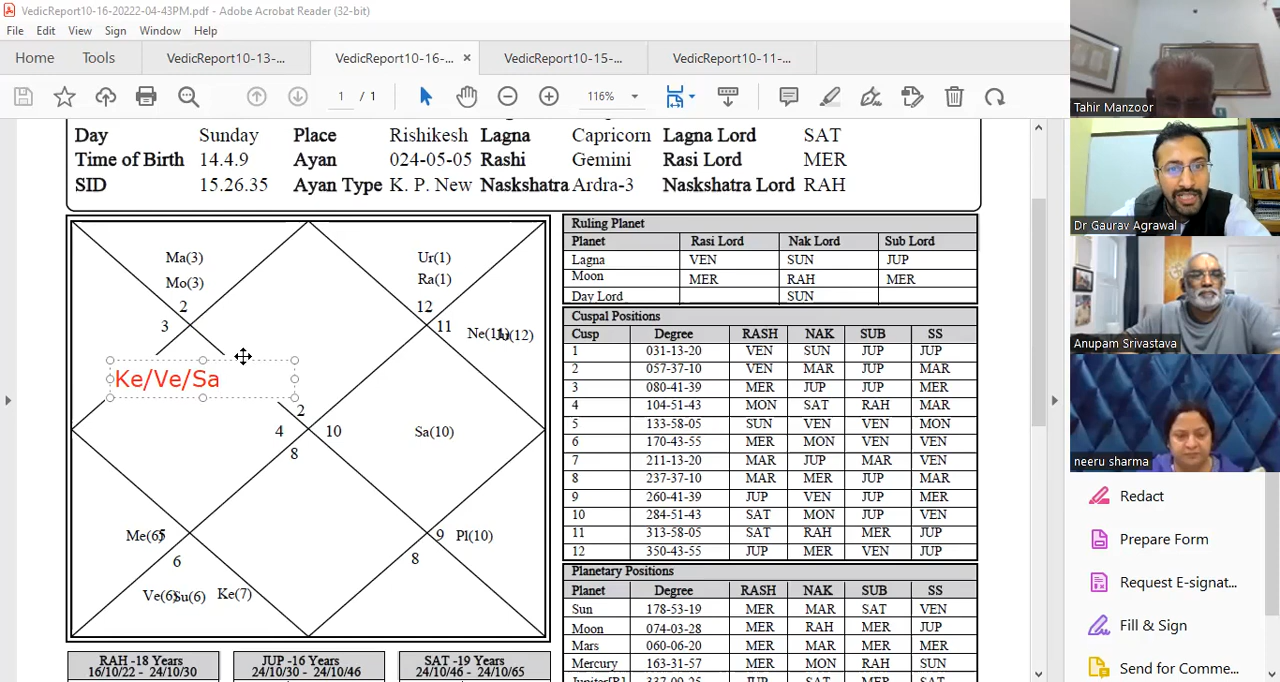 VedicReport10-16-20222-04-43PM.pdf - Adobe Acrobat Reader (32-bit)
File Edit View Sign Window Help
Home Tools VedicReport10-13-... VedicReport10-16-... × VedicReport10-15-... VedicReport10-11-...
1 / 1 116%
Day Sunday Place Rishikesh Lagna Capricorn Lagna Lord SAT
Time of Birth 14.4.9 Ayan 024-05-05 Rashi Gemini Rasi Lord MER
SID 15.26.35 Ayan Type K. P. New Naskshatra Ardra-3 Naskshatra Lord RAH
Ma(3)
Mo(3)
2
3
Ur(1)
Ra(1)
12
11
Ne(11)
(12)
Ke/Ve/Sa
2
4 10
8
Sa(10)
Me(6)
6
Ve(6) Su(6) Ke(7)
9 Pl(10)
8
RAH -18 Years
16/10/22 - 24/10/30
JUP -16 Years
24/10/30 - 24/10/46
SAT -19 Years
24/10/46 - 24/10/65
Ruling Planet
Planet Rasi Lord Nak Lord Sub Lord
Lagna VEN SUN JUP
Moon MER RAH MER
Day Lord SUN
Cuspal Positions
Cusp Degree RASH NAK SUB SS
1 031-13-20 VEN SUN JUP JUP
2 057-37-10 VEN MAR JUP MAR
3 080-41-39 MER JUP JUP MER
4 104-51-43 MON SAT RAH MAR
5 133-58-05 SUN VEN VEN MON
6 170-43-55 MER MON VEN VEN
7 211-13-20 MAR JUP MAR VEN
8 237-37-10 MAR MER JUP MAR
9 260-41-39 JUP VEN JUP MER
10 284-51-43 SAT MON JUP VEN
11 313-58-05 SAT RAH MER JUP
12 350-43-55 JUP MER VEN JUP
Planetary Positions
Planet Degree RASH NAK SUB SS
Sun 178-53-19 MER MAR SAT VEN
Moon 074-03-28 MER RAH MER JUP
Mars 060-06-20 MER MAR MER MER
Mercury 163-31-57 MER MON RAH SUN
Jupiter[R] 337-09-25 JUP SAT MER SAT
Tahir Manzoor
Dr Gaurav Agrawal
Anupam Srivastava
neeru sharma
Redact
Prepare Form
Request E-signat...
Fill & Sign
Send for Comme...